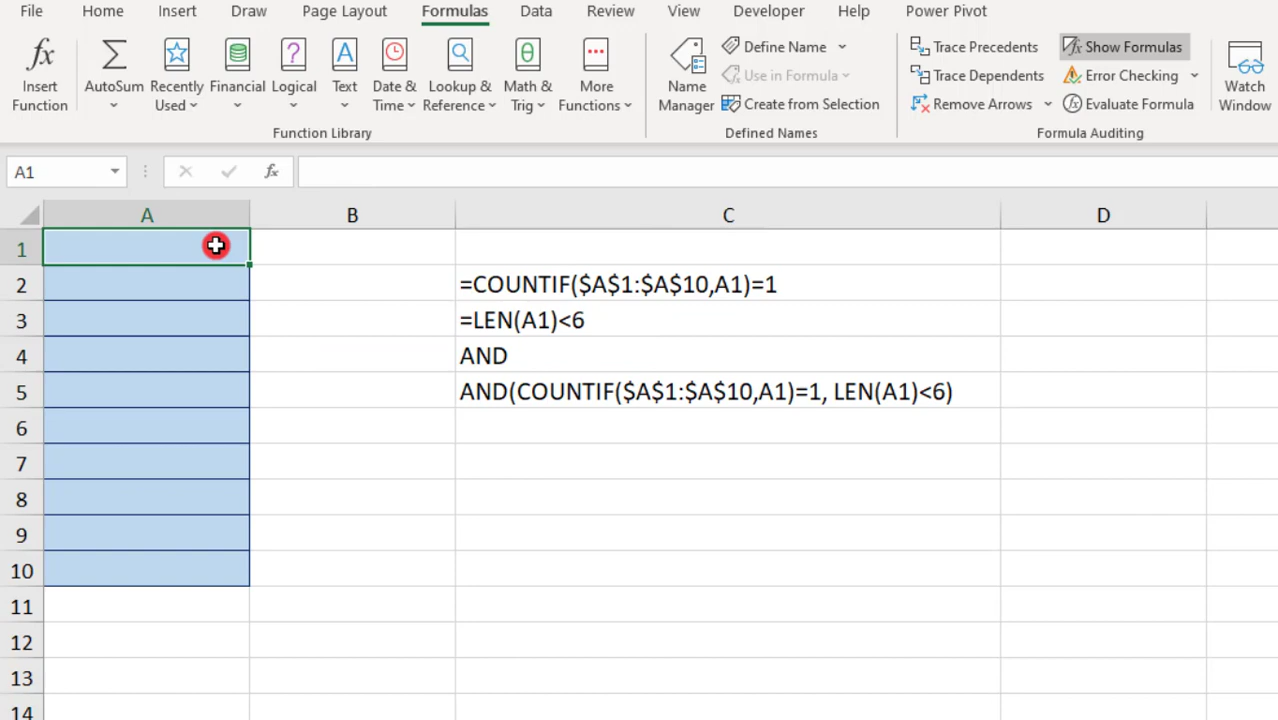 File Home Insert Draw Page Layout Formulas Data Review View Developer Help Power Pivot
Insert Function
AutoSum
Recently Used
Financial
Logical
Text
Date & Time
Lookup & Reference
Math & Trig
More Functions
Function Library
Name Manager
Define Name
Use in Formula
Create from Selection
Defined Names
Trace Precedents
Trace Dependents
Remove Arrows
Show Formulas
Error Checking
Evaluate Formula
Formula Auditing
Watch Window
A1 fx
A B C D
1
2 =COUNTIF($A$1:$A$10,A1)=1
3 =LEN(A1)<6
4 AND
5 AND(COUNTIF($A$1:$A$10,A1)=1, LEN(A1)<6)
6
7
8
9
10
11
12
13
14